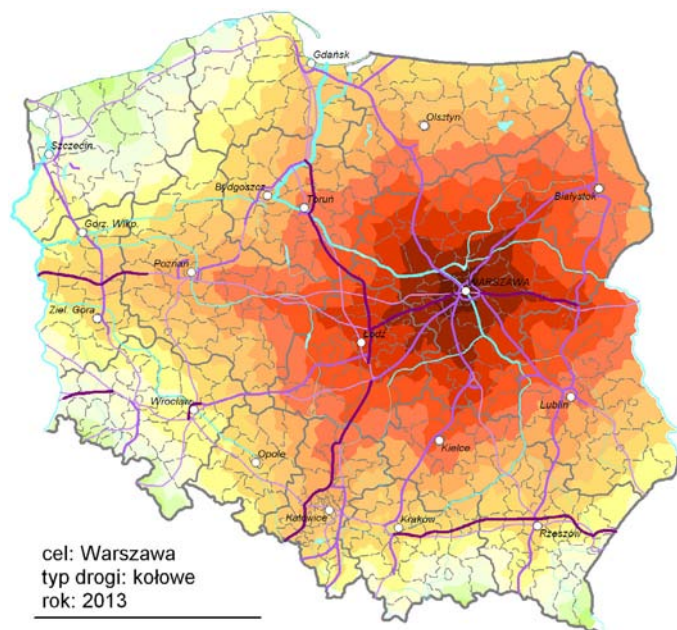 Gdańsk
Olsztyn
Szczecin
Bydgoszcz
Białystok
Toruń
Gorz. Wlkp.
Poznań
WARSZAWA
Ziel. Góra
Łódź
Wrocław
Lublin
Kielce
Opole
Katowice
Kraków
Rzeszów
cel: Warszawa
typ drogi: kołowe
rok: 2013